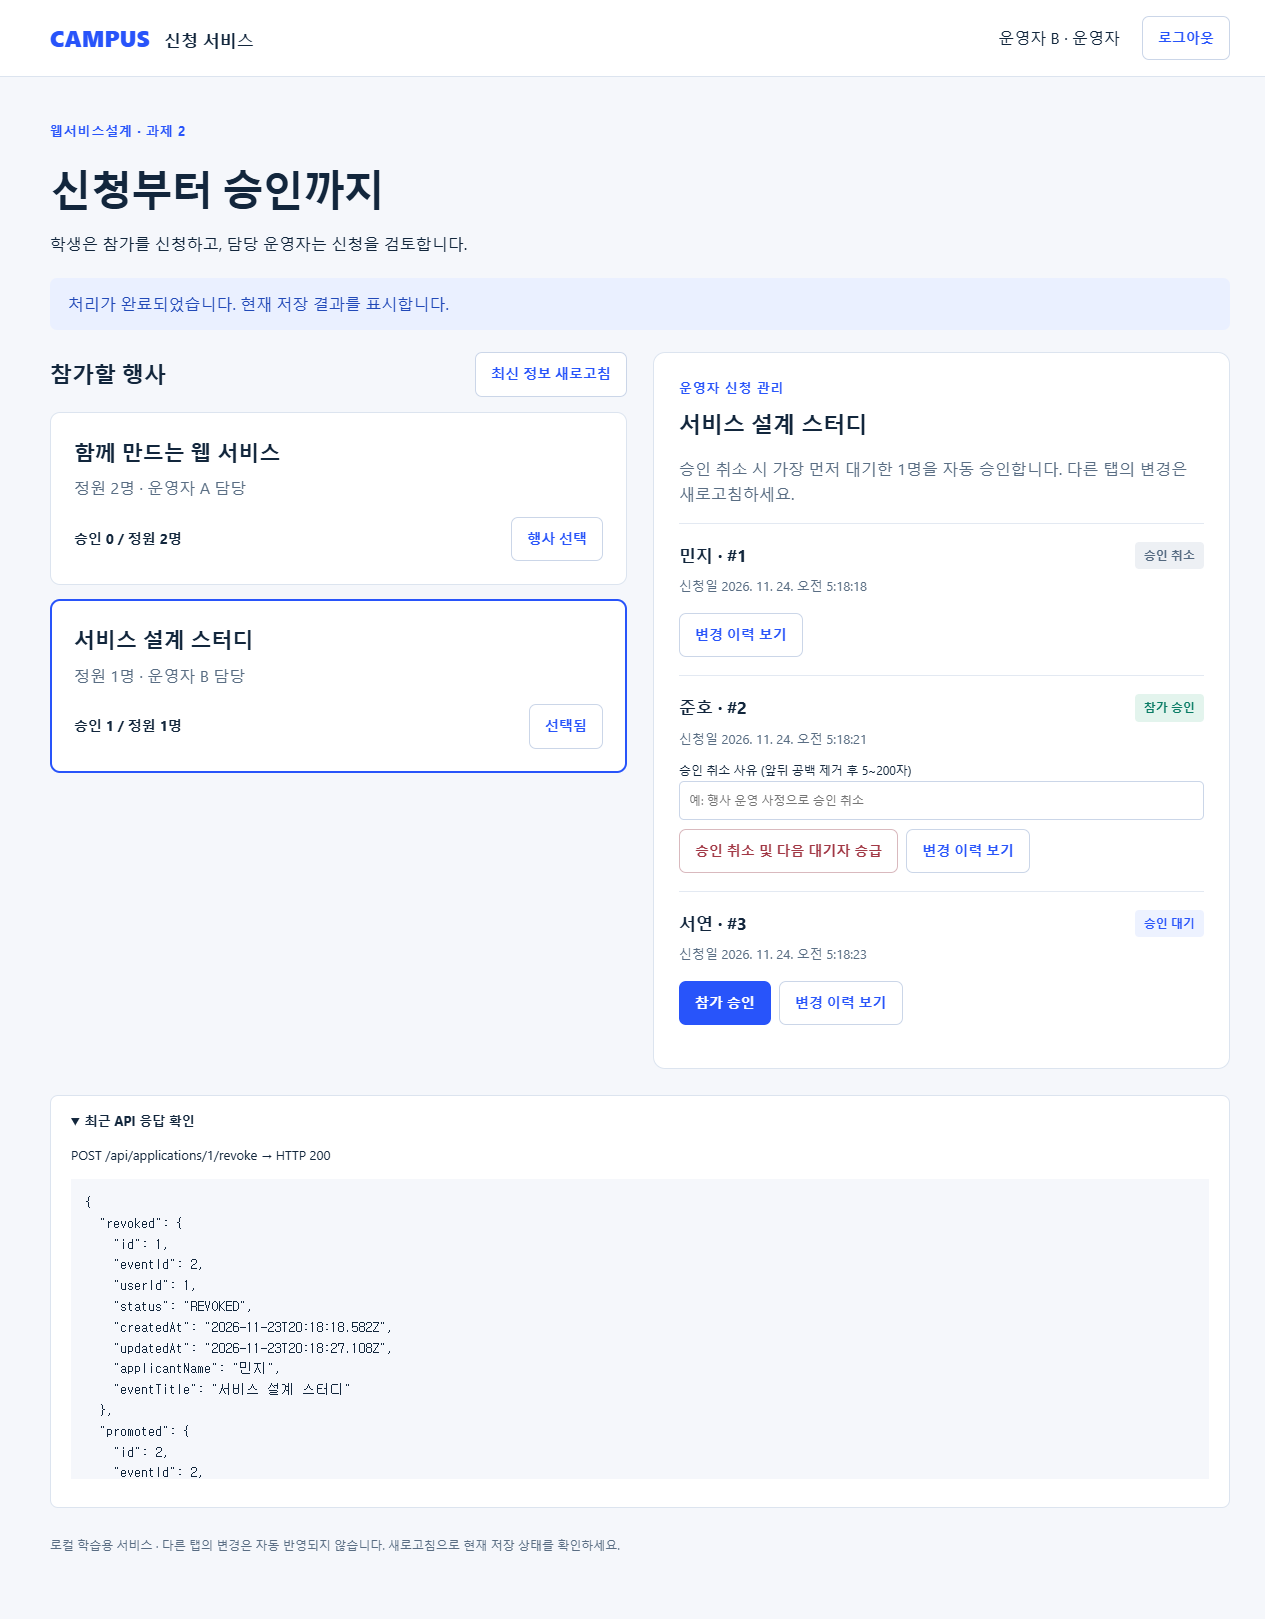 CAMPUS 신청 서비스
운영자 B · 운영자
로그아웃
웹서비스설계 · 과제 2
신청부터 승인까지
학생은 참가를 신청하고, 담당 운영자는 신청을 검토합니다.
처리가 완료되었습니다. 현재 저장 결과를 표시합니다.
참가할 행사
최신 정보 새로고침
함께 만드는 웹 서비스
정원 2명 · 운영자 A 담당
승인 0 / 정원 2명
행사 선택
서비스 설계 스터디
정원 1명 · 운영자 B 담당
승인 1 / 정원 1명
선택됨
운영자 신청 관리
서비스 설계 스터디
승인 취소 시 가장 먼저 대기한 1명을 자동 승인합니다. 다른 탭의 변경은
새로고침하세요.
민지 · #1
승인 취소
신청일 2026. 11. 24. 오전 5:18:18
변경 이력 보기
준호 · #2
참가 승인
신청일 2026. 11. 24. 오전 5:18:21
승인 취소 사유 (앞뒤 공백 제거 후 5~200자)
예: 행사 운영 사정으로 승인 취소
승인 취소 및 다음 대기자 승급
변경 이력 보기
서연 · #3
승인 대기
신청일 2026. 11. 24. 오전 5:18:23
참가 승인
변경 이력 보기
▼ 최근 API 응답 확인
POST /api/applications/1/revoke → HTTP 200
{
"revoked": {
"id": 1,
"eventId": 2,
"userId": 1,
"status": "REVOKED",
"createdAt": "2026-11-23T20:18:18.582Z",
"updatedAt": "2026-11-23T20:18:27.108Z",
"applicantName": "민지",
"eventTitle": "서비스 설계 스터디"
},
"promoted": {
"id": 2,
"eventId": 2,
로컬 학습용 서비스 · 다른 탭의 변경은 자동 반영되지 않습니다. 새로고침으로 현재 저장 상태를 확인하세요.